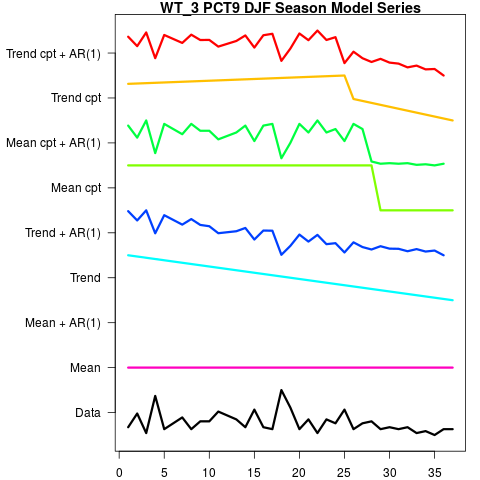 WT_3 PCT9 DJF Season Model Series
Trend cpt + AR(1)
Trend cpt
Mean cpt + AR(1)
Mean cpt
Trend + AR(1)
Trend
Mean + AR(1)
Mean
Data
0 5 10 15 20 25 30 35